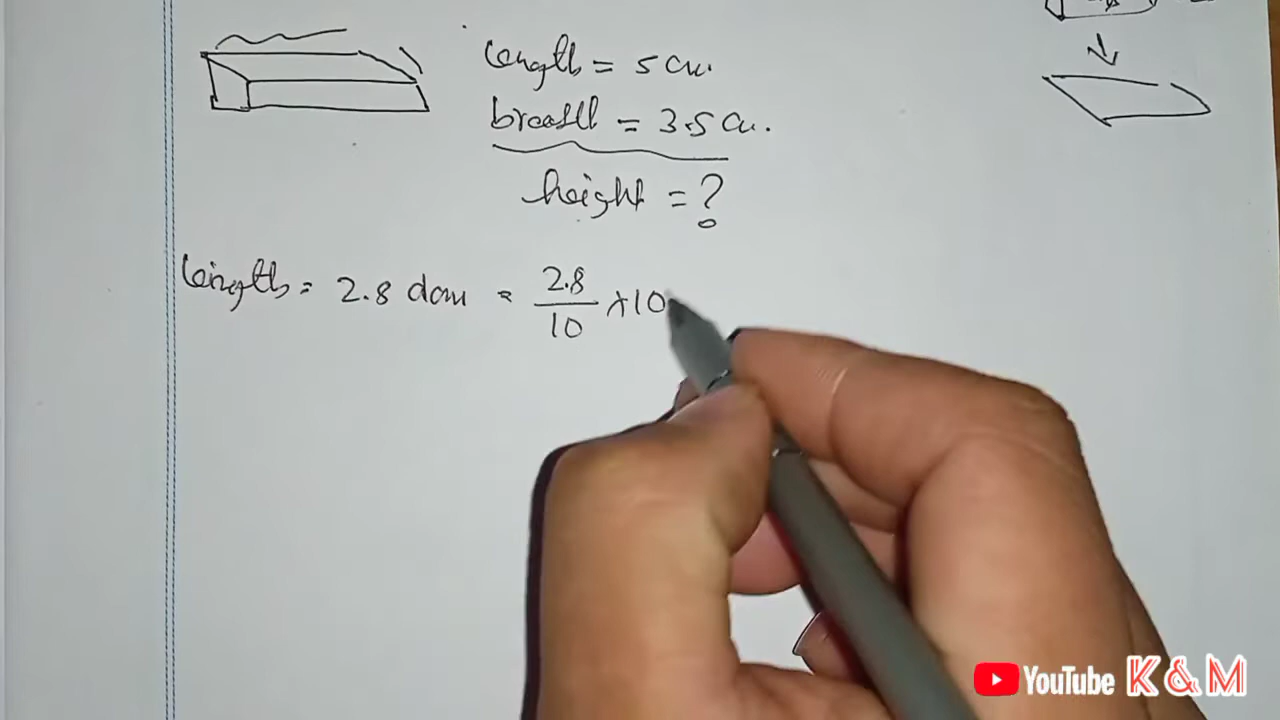 length = 5 cm.
breadth = 3.5 cm.
height = ?
length = 2.8 dam = 2.8/10 × 10
YouTube K & M